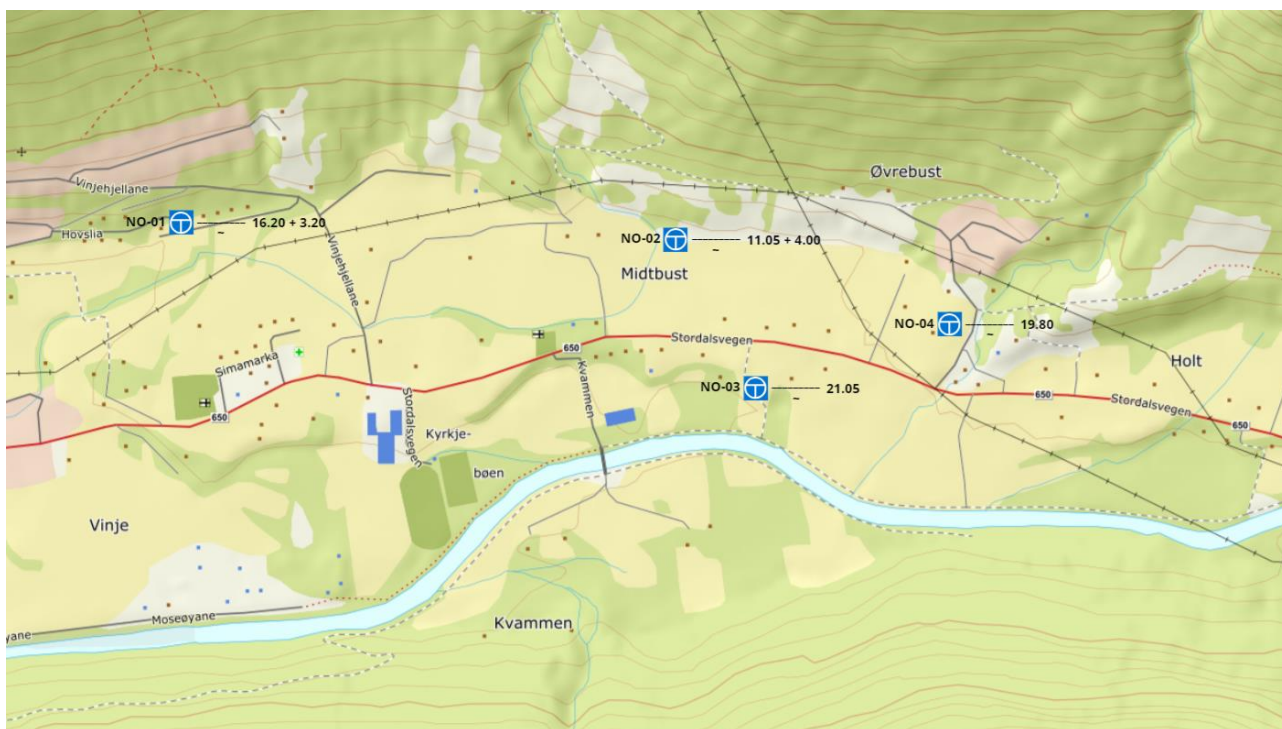 Øvrebust
Vinjehjellane
NO-01 ---------- 16.20 + 3.20
~
Hovslia
NO-02 ---------- 11.05 + 4.00
~
Vinjehjellane
Midtbust
NO-04 ---------- 19.80
~
Stordalsvegen
650
Simamarka
Holt
NO-03 ---------- 21.05
~
Kvammen
650
Stordalsvegen
650
650
Stordalsvegen
Kyrkje-
bøen
Vinje
Moseøyane
Kvammen
yane